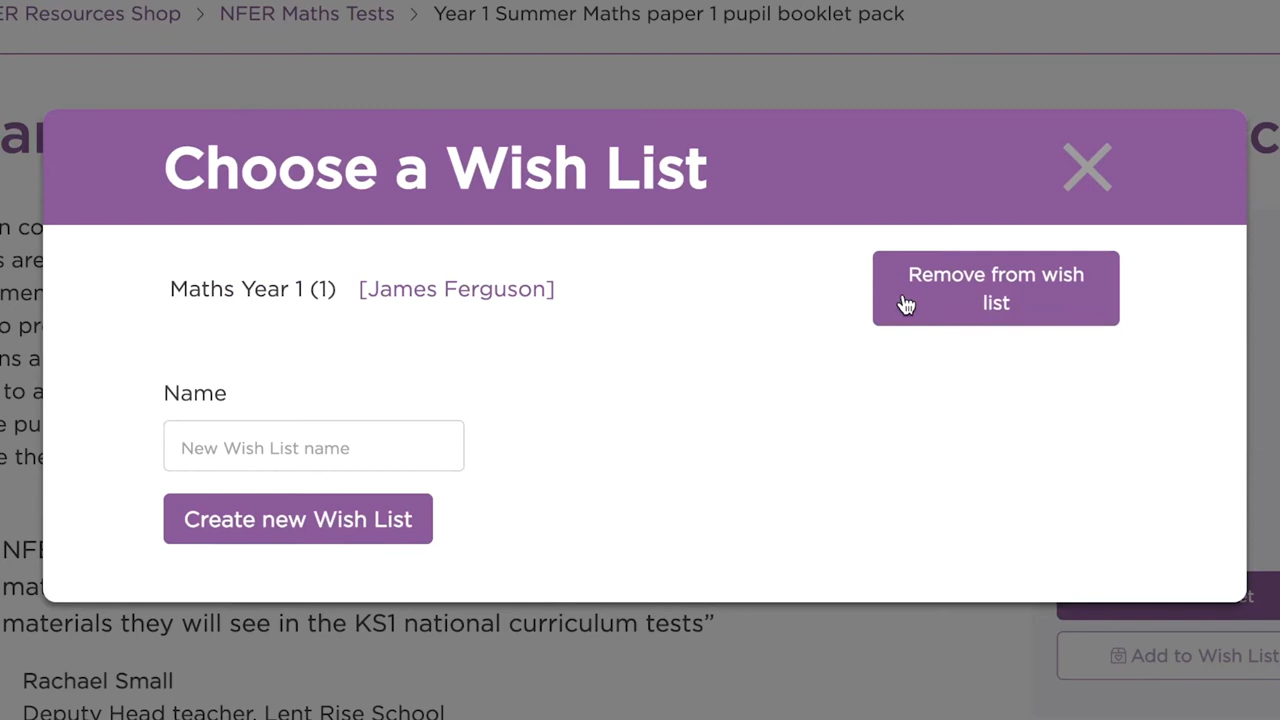 Resources Shop > NFER Maths Tests > Year 1 Summer Maths paper 1 pupil booklet pack
Choose a Wish List
Maths Year 1 (1) [James Ferguson]
Remove from wish
list
Name
New Wish List name
Create new Wish List
materials they will see in the KS1 national curriculum tests”
Add to Wish List
Rachael Small
Deputy Head teacher, Lent Rise School